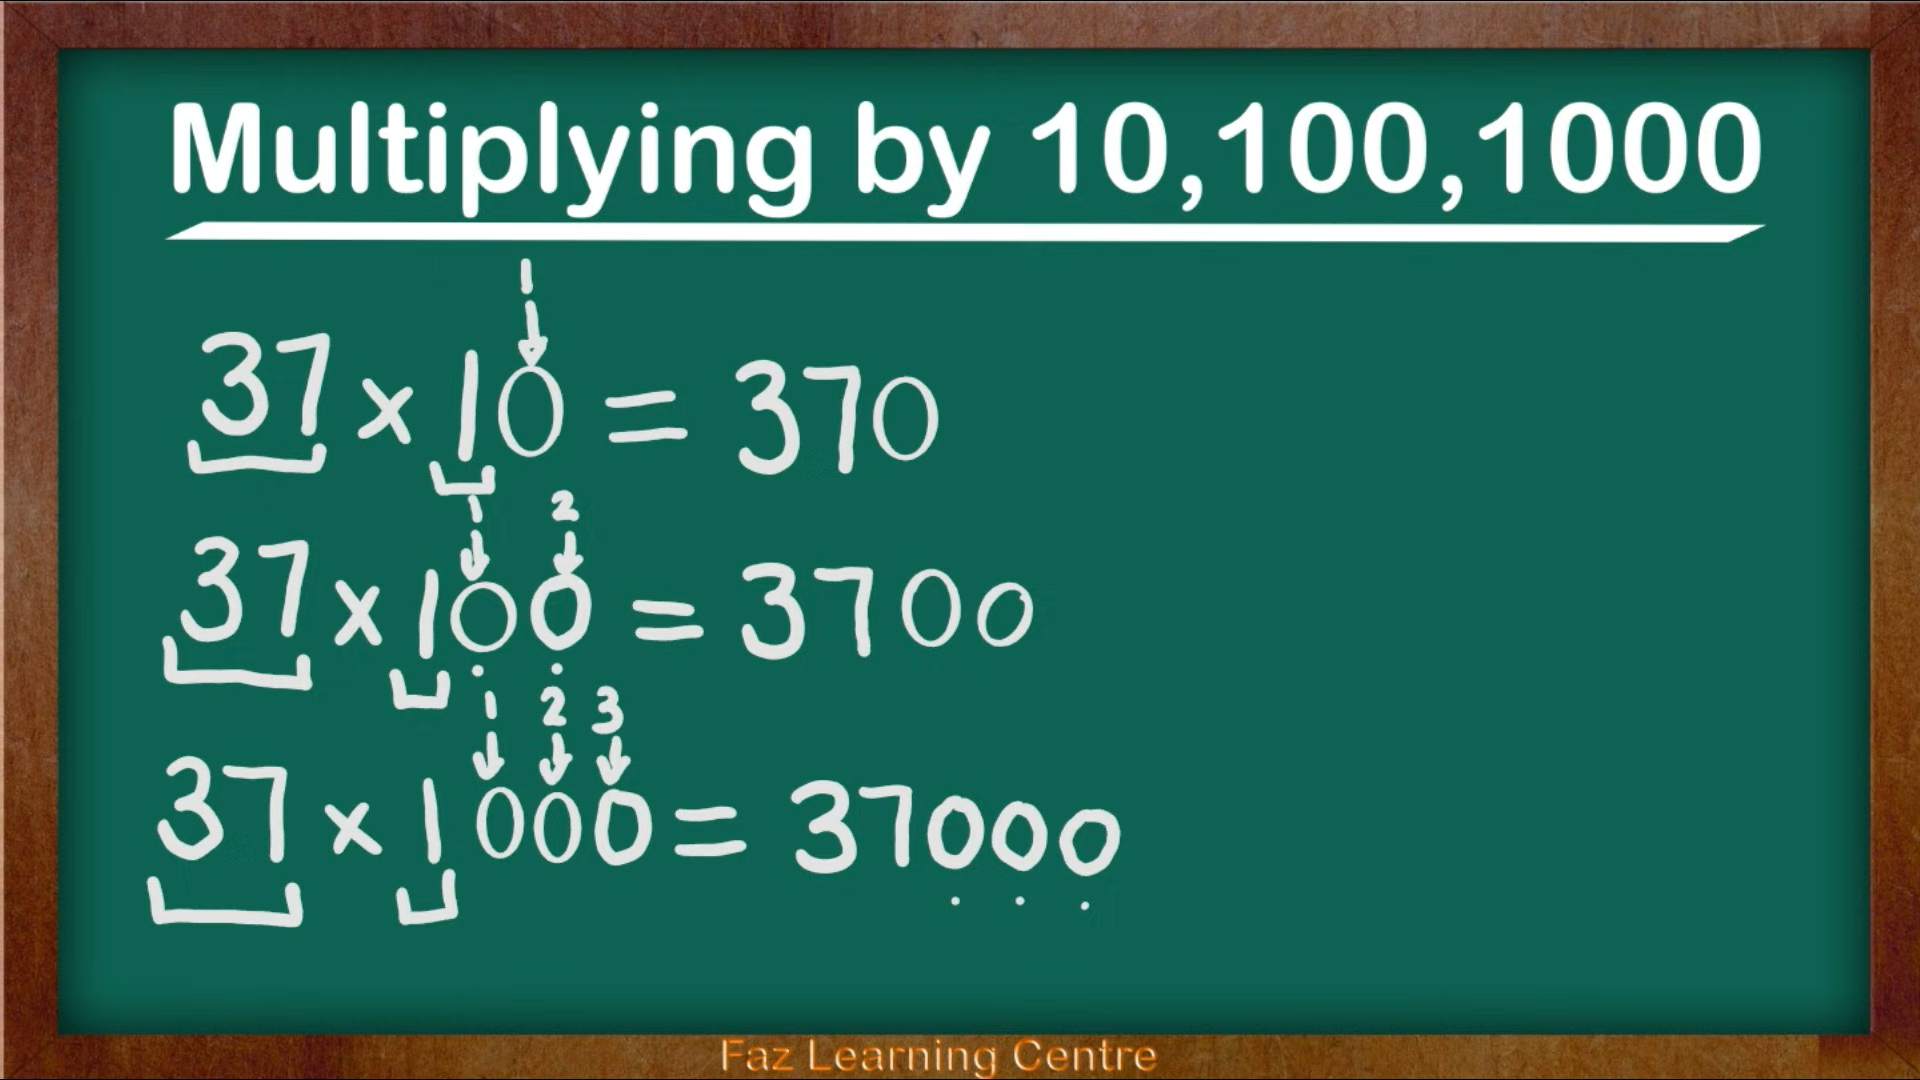 Multiplying by 10,100,1000
1
37 x 10 = 370
1 2
37 x 100 = 3700
1 2 3
37 x 1000 = 37000
Faz Learning Centre